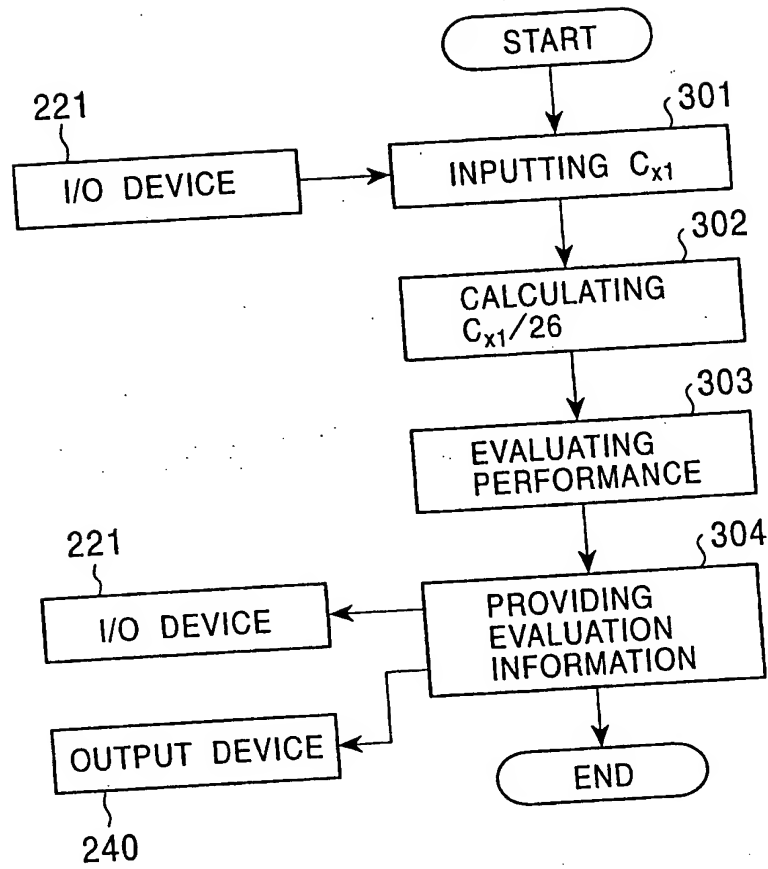 START
301
221
I/O DEVICE
INPUTTING Cx1
302
CALCULATING
Cx1/26
303
EVALUATING
PERFORMANCE
304
221
I/O DEVICE
PROVIDING
EVALUATION
INFORMATION
OUTPUT DEVICE
END
240